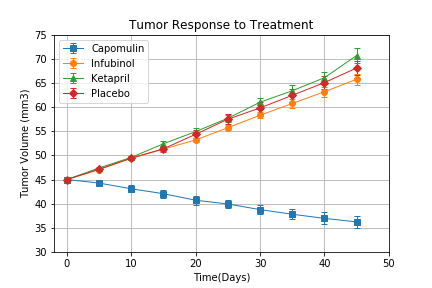 Tumor Response to Treatment
Tumor Volume (mm3)
75
70
65
60
55
50
45
40
35
30
Capomulin
Infubinol
Ketapril
Placebo
0 10 20 30 40 50
Time(Days)